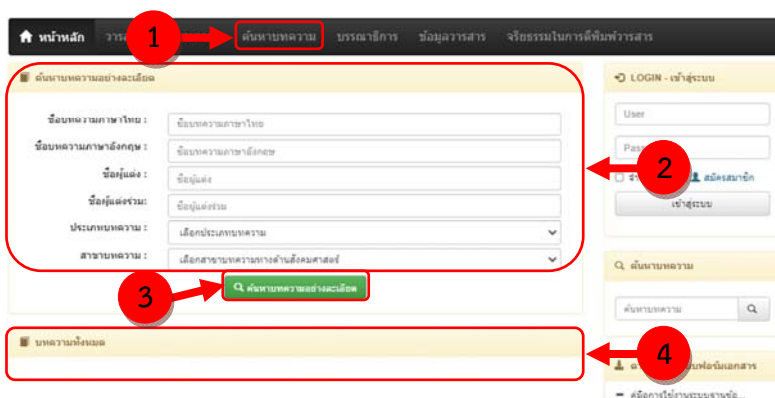 หน้าหลัก
1
ค้นหาบทความ
บรรณาธิการ
ข้อมูลวารสาร
จริยธรรมในการตีพิมพ์วารสาร
ค้นหาบทความอย่างละเอียด
ชื่อบทความภาษาไทย :
ชื่อบทความภาษาไทย
ชื่อบทความภาษาอังกฤษ :
ชื่อบทความภาษาอังกฤษ
ชื่อผู้แต่ง :
ชื่อผู้แต่ง
ชื่อผู้แต่งร่วม:
ชื่อผู้แต่งร่วม
ประเภทบทความ :
เลือกประเภทบทความ
สาขาบทความ :
เลือกสาขาบทความทางด้านสังคมศาสตร์
3
ค้นหาบทความอย่างละเอียด
บทความทั้งหมด
LOGIN - เข้าสู่ระบบ
User
2
สมัครสมาชิก
เข้าสู่ระบบ
ค้นหาบทความ
ค้นหาบทความ
4